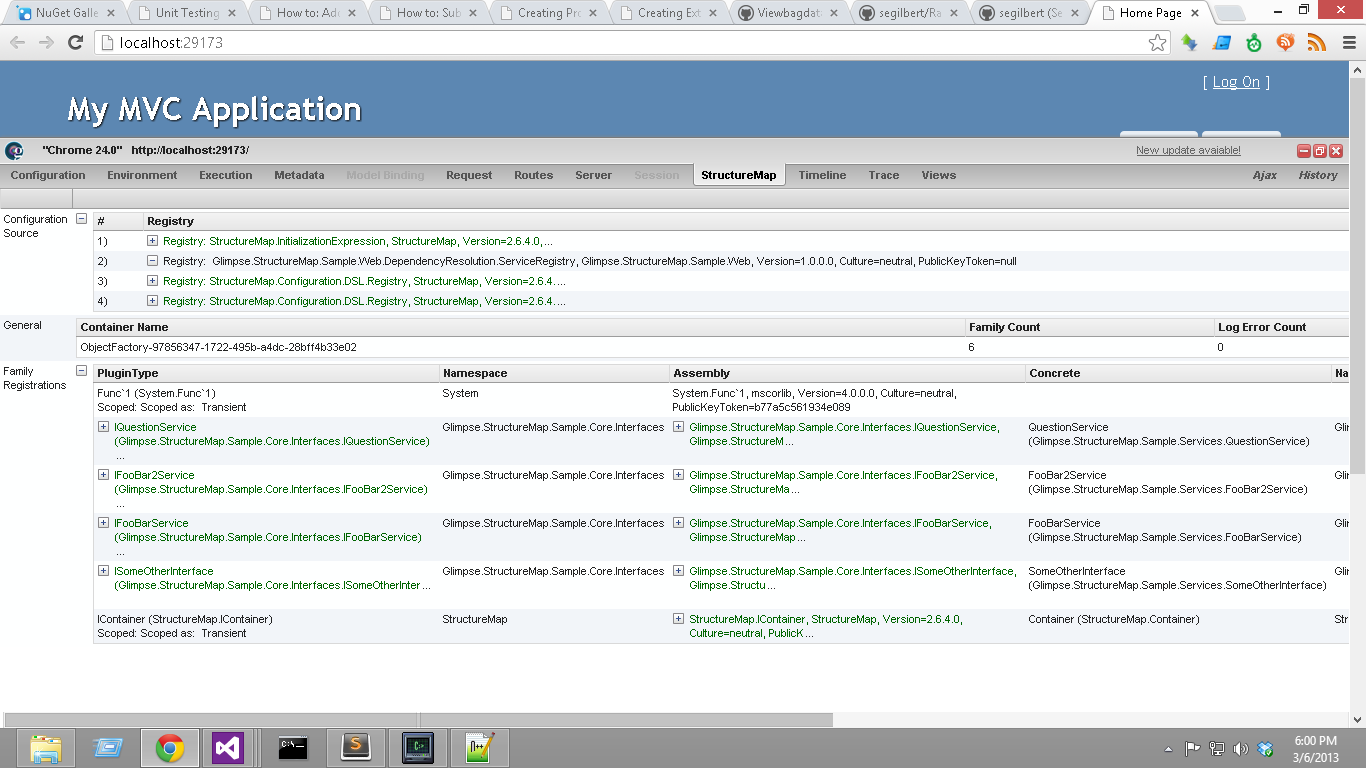 NuGet Galle
Unit Testing
How to: Add
How to: Sub
Creating Pro
Creating Ext
Viewbagdat
segilbert/Ra
segilbert (Se
Home Page
localhost:29173
[ Log On ]
My MVC Application
"Chrome 24.0" http://localhost:29173/
New update avaiable!
Configuration Environment Execution Metadata Model Binding Request Routes Server Session StructureMap Timeline Trace Views Ajax History
Configuration Source
# Registry
1) Registry: StructureMap.InitializationExpression, StructureMap, Version=2.6.4.0,...
2) Registry: Glimpse.StructureMap.Sample.Web.DependencyResolution.ServiceRegistry, Glimpse.StructureMap.Sample.Web, Version=1.0.0.0, Culture=neutral, PublicKeyToken=null
3) Registry: StructureMap.Configuration.DSL.Registry, StructureMap, Version=2.6.4....
4) Registry: StructureMap.Configuration.DSL.Registry, StructureMap, Version=2.6.4....
General
Container Name Family Count Log Error Count
ObjectFactory-97856347-1722-495b-a4dc-28bff4b33e02 6 0
Family Registrations
PluginType Namespace Assembly Concrete Na
Func`1 (System.Func`1) System System.Func`1, mscorlib, Version=4.0.0.0, Culture=neutral,
Scoped: Scoped as: Transient PublicKeyToken=b77a5c561934e089
IQuestionService Glimpse.StructureMap.Sample.Core.Interfaces Glimpse.StructureMap.Sample.Core.Interfaces.IQuestionService, QuestionService Gli
(Glimpse.StructureMap.Sample.Core.Interfaces.IQuestionService) Glimpse.StructureM... (Glimpse.StructureMap.Sample.Services.QuestionService)
...
IFooBar2Service Glimpse.StructureMap.Sample.Core.Interfaces Glimpse.StructureMap.Sample.Core.Interfaces.IFooBar2Service, FooBar2Service Gli
(Glimpse.StructureMap.Sample.Core.Interfaces.IFooBar2Service) Glimpse.StructureMa... (Glimpse.StructureMap.Sample.Services.FooBar2Service)
...
IFooBarService Glimpse.StructureMap.Sample.Core.Interfaces Glimpse.StructureMap.Sample.Core.Interfaces.IFooBarService, FooBarService Gli
(Glimpse.StructureMap.Sample.Core.Interfaces.IFooBarService) Glimpse.StructureMap... (Glimpse.StructureMap.Sample.Services.FooBarService)
...
ISomeOtherInterface Glimpse.StructureMap.Sample.Core.Interfaces Glimpse.StructureMap.Sample.Core.Interfaces.ISomeOtherInterface, SomeOtherInterface Gli
(Glimpse.StructureMap.Sample.Core.Interfaces.ISomeOtherInter... Glimpse.Structu... (Glimpse.StructureMap.Sample.Services.SomeOtherInterface)
IContainer (StructureMap.IContainer) StructureMap StructureMap.IContainer, StructureMap, Version=2.6.4.0, Container (StructureMap.Container) Str
Scoped: Scoped as: Transient Culture=neutral, PublicK...
6:00 PM
3/6/2013